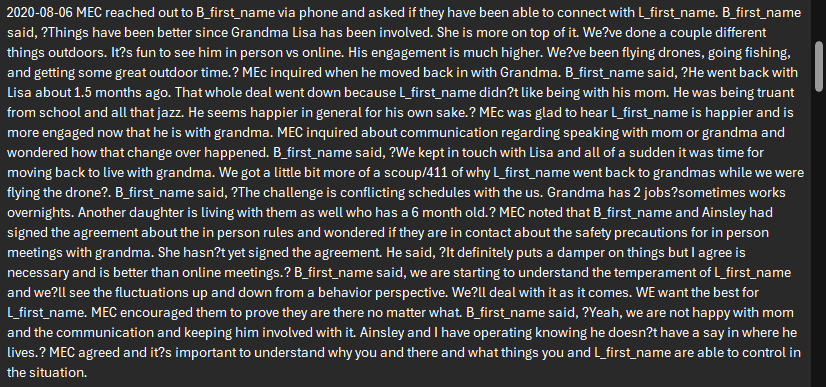 2020-08-06 MEC reached out to B_first_name via phone and asked if they have been able to connect with L_first_name. B_first_name
said, ?Things have been better since Grandma Lisa has been involved. She is more on top of it. We?ve done a couple different
things outdoors. It?s fun to see him in person vs online. His engagement is much higher. We?ve been flying drones, going fishing,
and getting some great outdoor time.? MEc inquired when he moved back in with Grandma. B_first_name said, ?He went back with
Lisa about 1.5 months ago. That whole deal went down because L_first_name didn?t like being with his mom. He was being truant
from school and all that jazz. He seems happier in general for his own sake.? MEc was glad to hear L_first_name is happier and is
more engaged now that he is with grandma. MEC inquired about communication regarding speaking with mom or grandma and
wondered how that change over happened. B_first_name said, ?We kept in touch with Lisa and all of a sudden it was time for
moving back to live with grandma. We got a little bit more of a scoup/411 of why L_first_name went back to grandmas while we were
flying the drone?. B_first_name said, ?The challenge is conflicting schedules with the us. Grandma has 2 jobs?sometimes works
overnights. Another daughter is living with them as well who has a 6 month old.? MEC noted that B_first_name and Ainsley had
signed the agreement about the in person rules and wondered if they are in contact about the safety precautions for in person
meetings with grandma. She hasn?t yet signed the agreement. He said, ?It definitely puts a damper on things but I agree is
necessary and is better than online meetings.? B_first_name said, we are starting to understand the temperament of L_first_name
and we?ll see the fluctuations up and down from a behavior perspective. We?ll deal with it as it comes. WE want the best for
L_first_name. MEC encouraged them to prove they are there no matter what. B_first_name said, ?Yeah, we are not happy with mom
and the communication and keeping him involved with it. Ainsley and I have operating knowing he doesn?t have a say in where he
lives.? MEC agreed and it?s important to understand why you and there and what things you and L_first_name are able to control in
the situation.